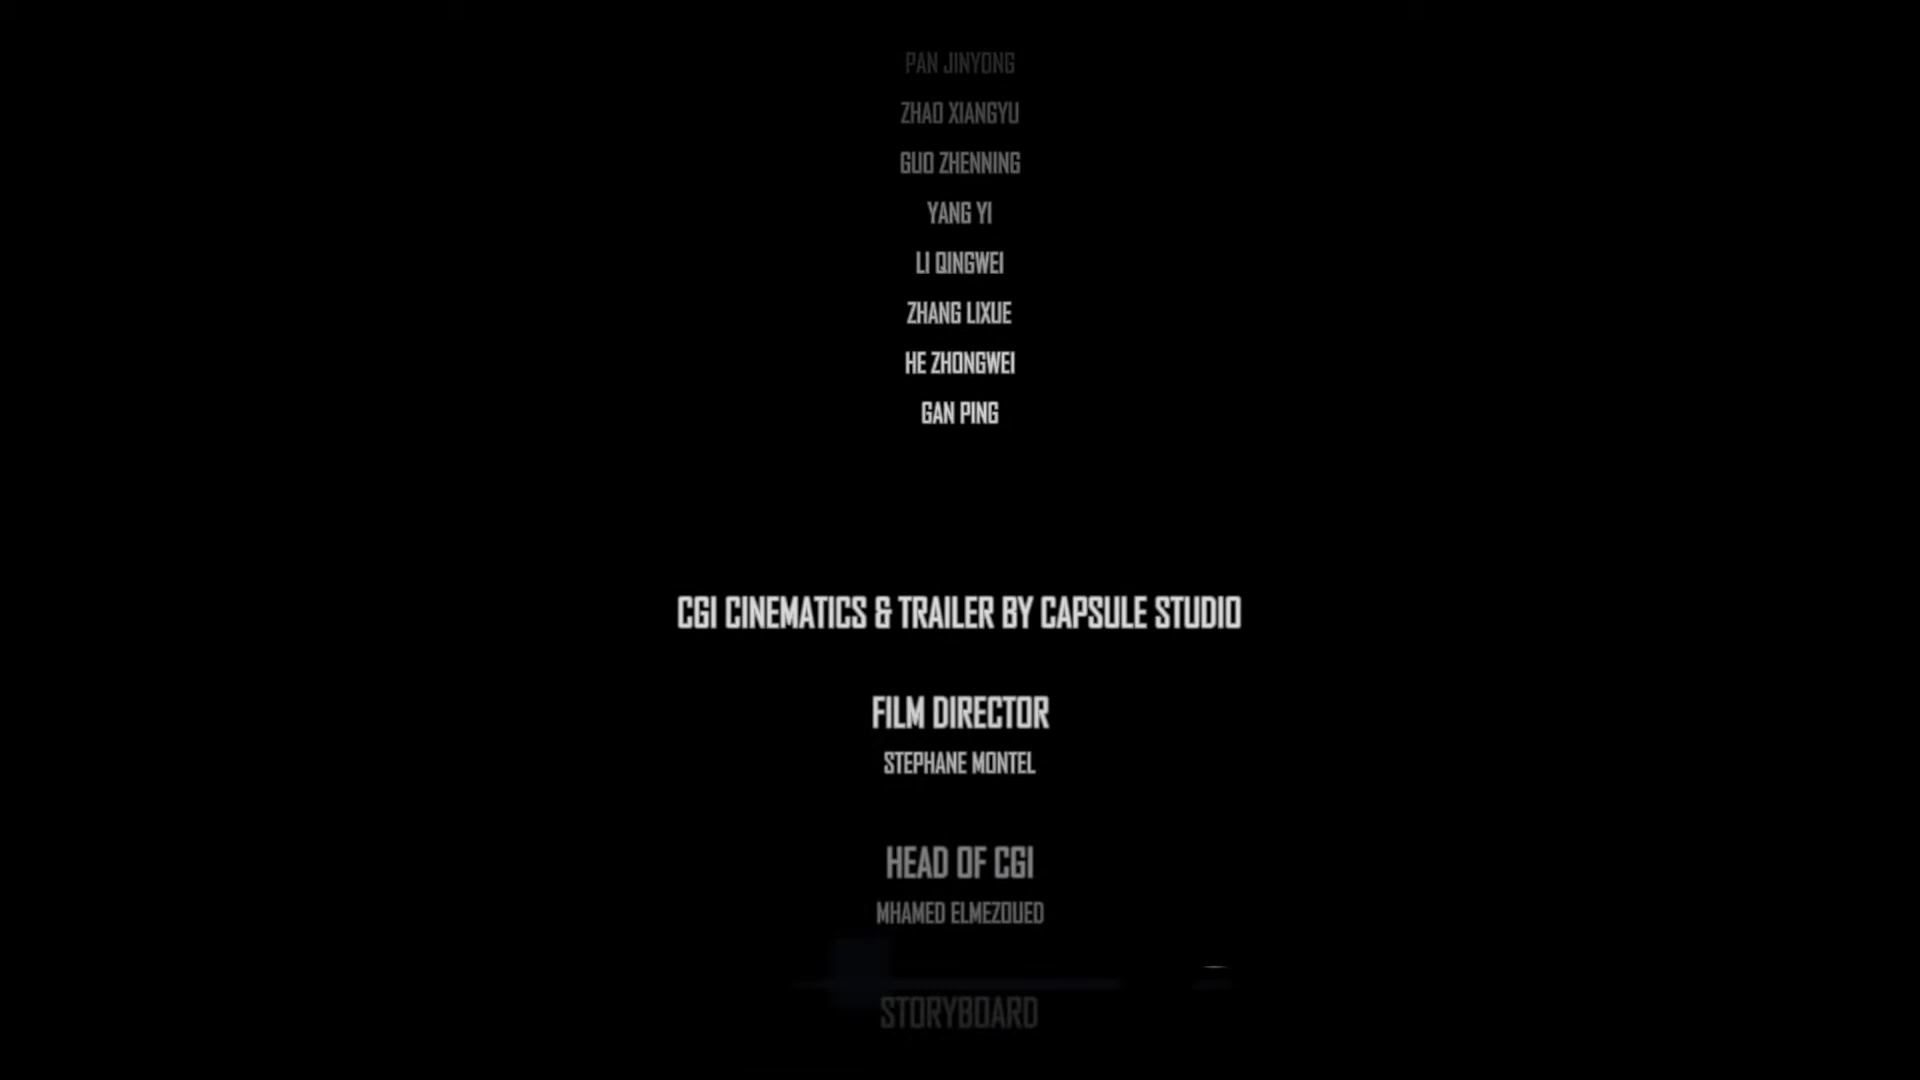 PAN JINYONG
ZHAO XIANGYU
GUO ZHENNING
YANG YI
LI QINGWEI
ZHANG LIXUE
HE ZHONGWEI
GAN PING
CGI CINEMATICS & TRAILER BY CAPSULE STUDIO
FILM DIRECTOR
STEPHANE MONTEL
HEAD OF CGI
MHAMED ELMEZOUED
STORYBOARD